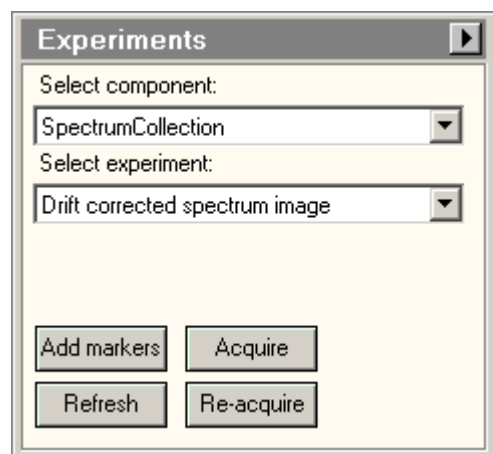 Experiments
Select component:
SpectrumCollection
Select experiment:
Drift corrected spectrum image
Add markers Acquire
Refresh Re-acquire